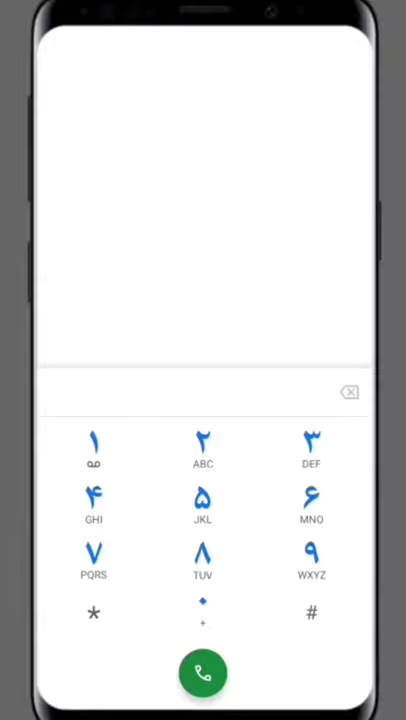 ۱ ۲ ۳
ABC DEF
۴ ۵ ۶
GHI JKL MNO
۷ ۸ ۹
PQRS TUV WXYZ
* ۰ #
+